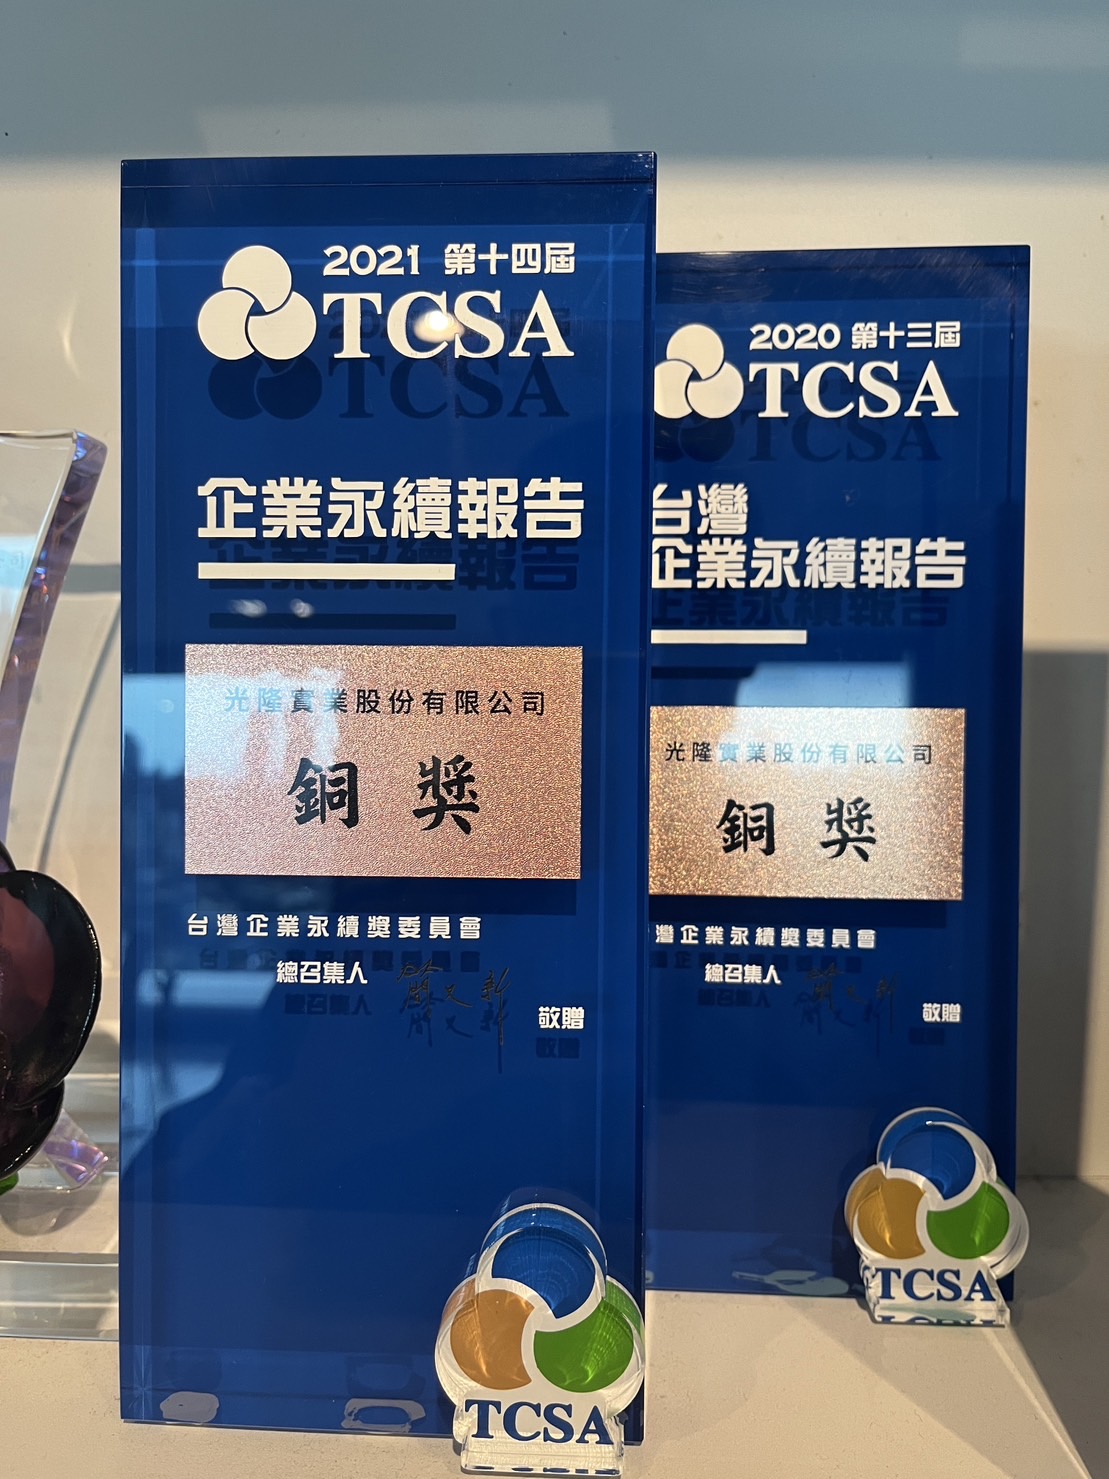 2021 第十四屆
TCSA
企業永續報告
光隆實業股份有限公司
銅獎
台灣企業永續獎委員會
總召集人
敬贈
TCSA
2020 第十三屆
TCSA
台灣
企業永續報告
光隆實業股份有限公司
銅獎
灣企業永續獎委員會
總召集人
敬贈
TCSA